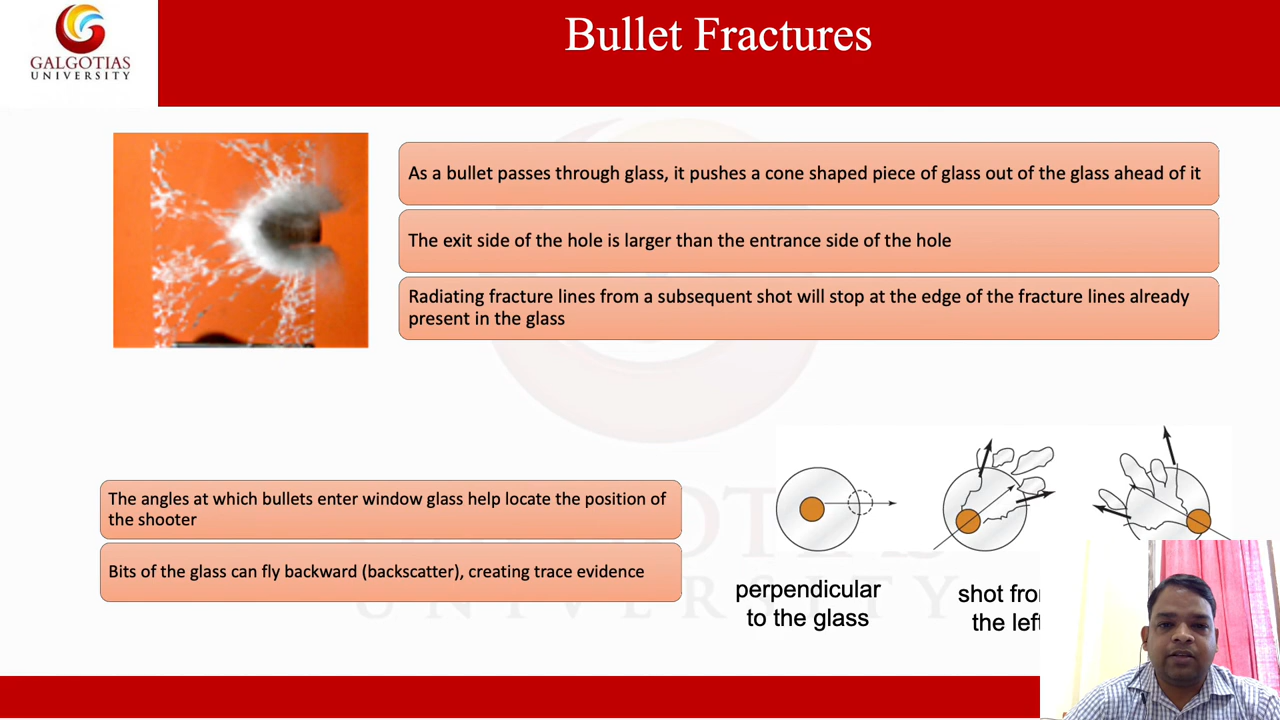 GALGOTIAS
UNIVERSITY
Bullet Fractures
As a bullet passes through glass, it pushes a cone shaped piece of glass out of the glass ahead of it
The exit side of the hole is larger than the entrance side of the hole
Radiating fracture lines from a subsequent shot will stop at the edge of the fracture lines already
present in the glass
The angles at which bullets enter window glass help locate the position of
the shooter
Bits of the glass can fly backward (backscatter), creating trace evidence
perpendicular
to the glass
shot
the